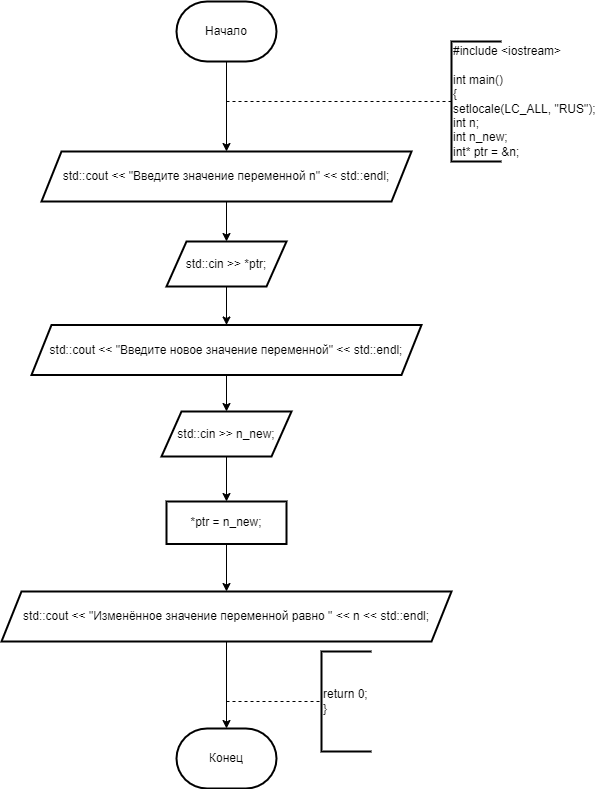 Начало
#include <iostream>
int main()
{
setlocale(LC_ALL, "RUS");
int n;
int n_new;
int* ptr = &n;
std::cout << "Введите значение переменной n" << std::endl;
std::cin >> *ptr;
std::cout << "Введите новое значение переменной" << std::endl;
std::cin >> n_new;
*ptr = n_new;
std::cout << "Изменённое значение переменной равно " << n << std::endl;
return 0;
}
Конец